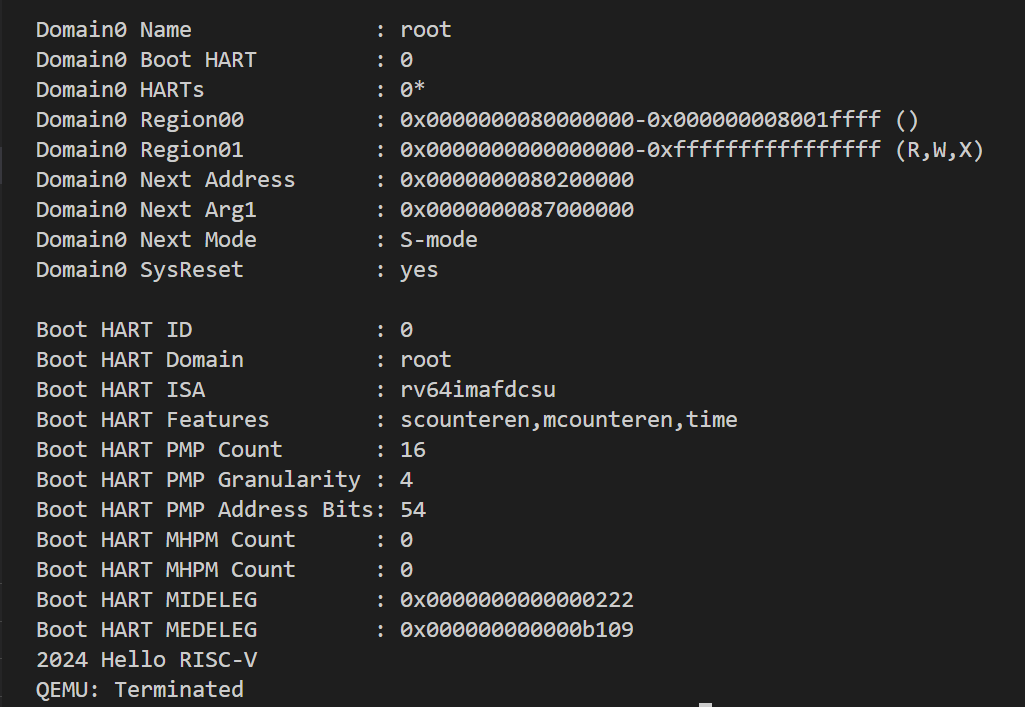 Domain0 Name              : root
Domain0 Boot HART         : 0
Domain0 HARTs             : 0*
Domain0 Region00          : 0x0000000080000000-0x000000008001ffff ()
Domain0 Region01          : 0x0000000000000000-0xffffffffffffffff (R,W,X)
Domain0 Next Address      : 0x0000000080200000
Domain0 Next Arg1         : 0x0000000087000000
Domain0 Next Mode         : S-mode
Domain0 SysReset          : yes

Boot HART ID              : 0
Boot HART Domain          : root
Boot HART ISA             : rv64imafdcsu
Boot HART Features        : scounteren,mcounteren,time
Boot HART PMP Count       : 16
Boot HART PMP Granularity : 4
Boot HART PMP Address Bits: 54
Boot HART MHPM Count      : 0
Boot HART MHPM Count      : 0
Boot HART MIDELEG         : 0x0000000000000222
Boot HART MEDELEG         : 0x000000000000b109
2024 Hello RISC-V
QEMU: Terminated